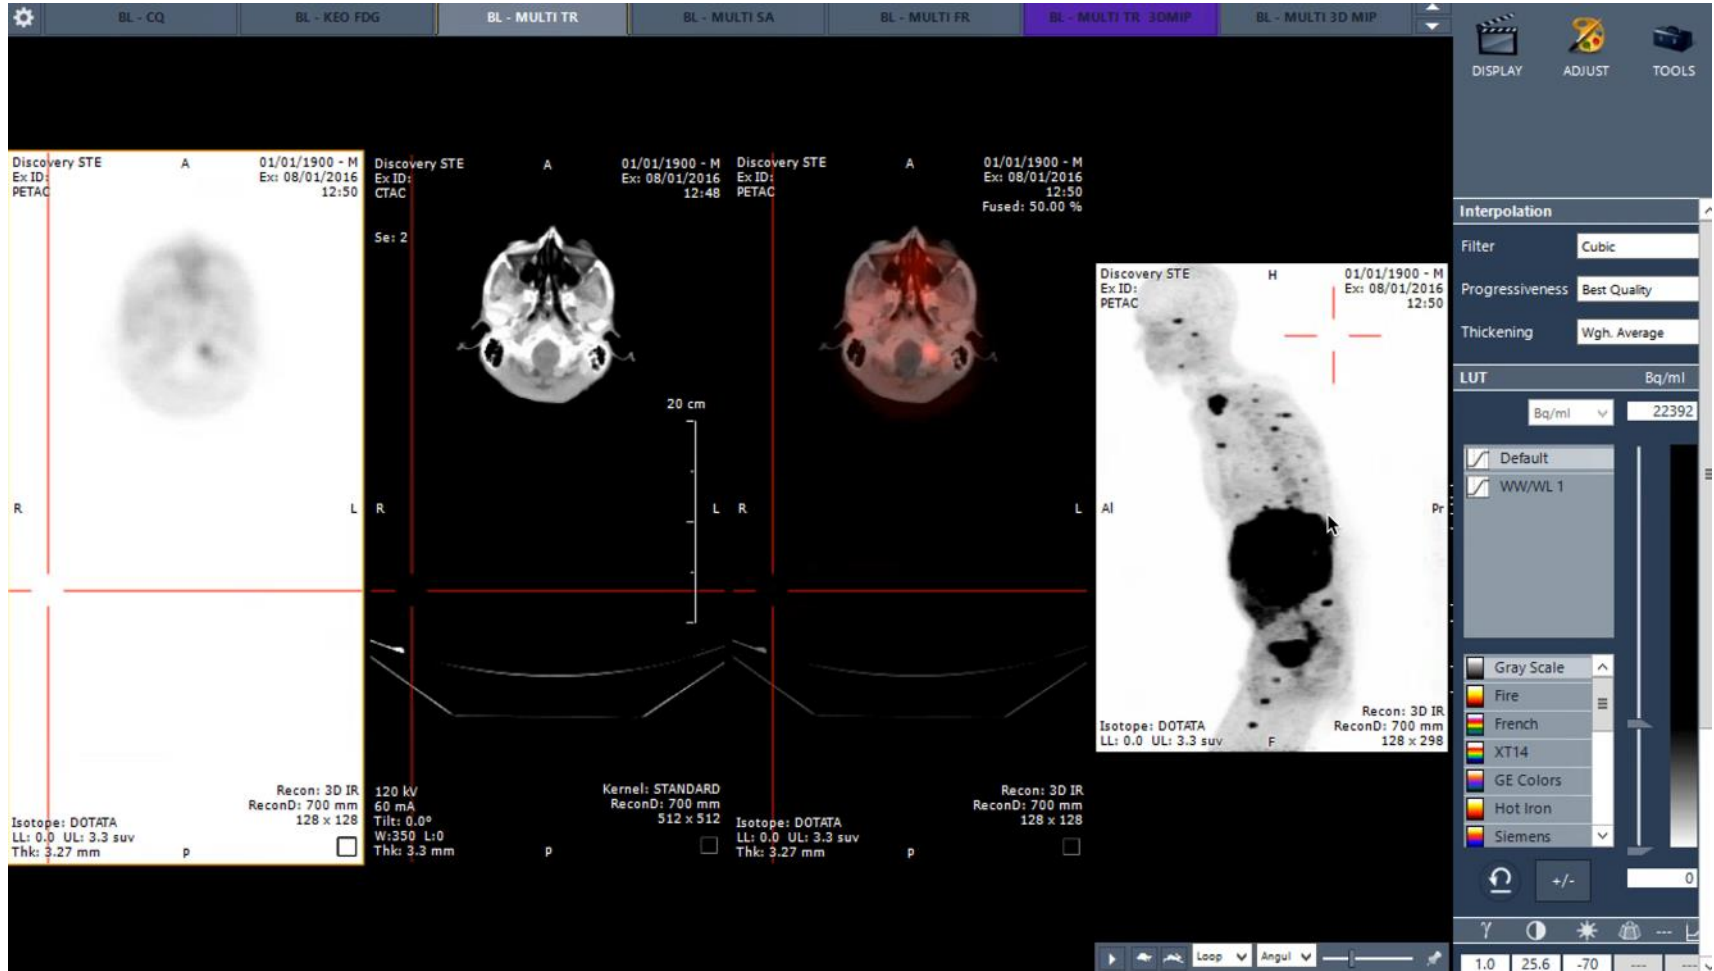 BL - CQ
BL - KEO FDG
BL - MULTI TR
BL - MULTI SA
BL - MULTI FR
BL - MULTI TR 3DMIP
BL - MULTI 3D MIP
DISPLAY
ADJUST
TOOLS
Discovery STE
A
01/01/1900 - M
Ex ID:
Ex: 08/01/2016
PETAC
12:50
R
L
Recon: 3D IR
ReconD: 700 mm
128 x 128
Isotope: DOTATA
LL: 0.0 UL: 3.3 suv
Thk: 3.27 mm
P
Discovery STE
A
01/01/1900 - M
Ex ID:
Ex: 08/01/2016
CTAC
12:48
Se: 2
20 cm
R
L
120 kV
60 mA
Tilt: 0.0°
W:350 L:0
Thk: 3.3 mm
Kernel: STANDARD
ReconD: 700 mm
512 x 512
P
Discovery STE
A
01/01/1900 - M
Ex ID:
Ex: 08/01/2016
PETAC
12:50
Fused: 50.00 %
R
L
Recon: 3D IR
ReconD: 700 mm
128 x 128
Isotope: DOTATA
LL: 0.0 UL: 3.3 suv
Thk: 3.27 mm
P
Discovery STE
H
01/01/1900 - M
Ex ID:
Ex: 08/01/2016
PETAC
12:50
Al
Pr
Recon: 3D IR
Isotope: DOTATA
ReconD: 700 mm
LL: 0.0 UL: 3.3 suv
F
128 x 298
Loop
Angul
Interpolation
Filter
Cubic
Progressiveness
Best Quality
Thickening
Wgh. Average
LUT
Bq/ml
Bq/ml
22392
Default
WW/WL 1
Gray Scale
Fire
French
XT14
GE Colors
Hot Iron
Siemens
+/-
0
γ
---
1.0
25.6
-70
---
---